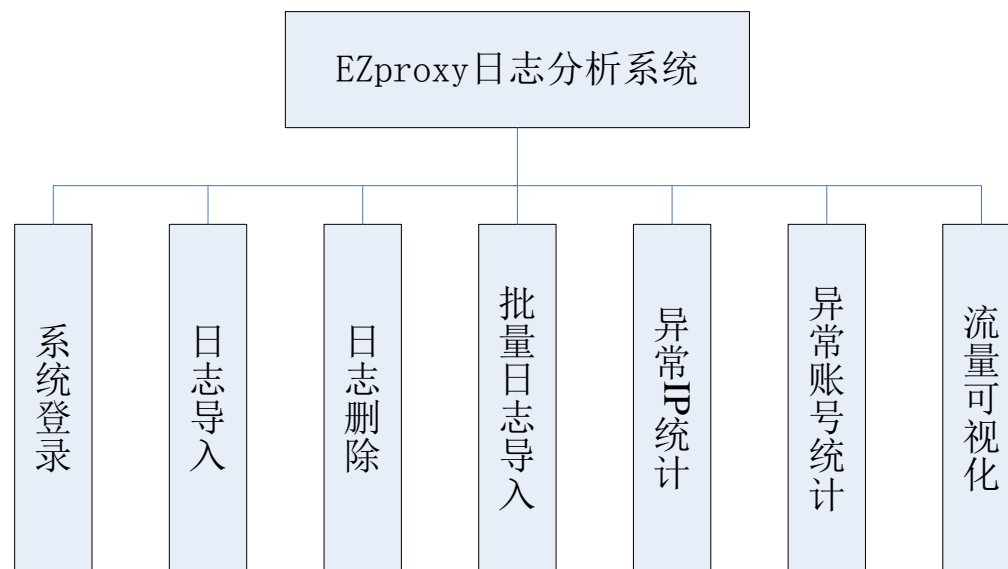 EZproxy日志分析系统
系统登录
日志导入
日志删除
批量日志导入
异常IP统计
异常账号统计
流量可视化